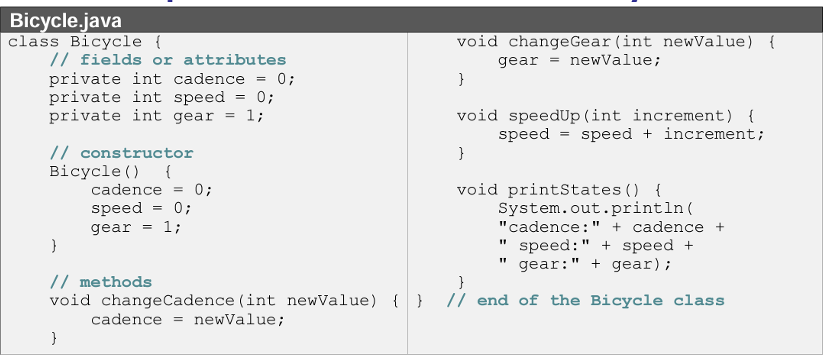 Bicycle.java
class Bicycle {
    // fields or attributes
    private int cadence = 0;
    private int speed = 0;
    private int gear = 1;
    // constructor
    Bicycle()  {
        cadence = 0;
        speed = 0;
        gear = 1;
    }
    // methods
    void changeCadence(int newValue) {
        cadence = newValue;
    }
    void changeGear(int newValue) {
        gear = newValue;
    }
    void speedUp(int increment) {
        speed = speed + increment;
    }
    void printStates() {
        System.out.println(
        "cadence:" + cadence +
        " speed:" + speed +
        " gear:" + gear);
    }
}  // end of the Bicycle class